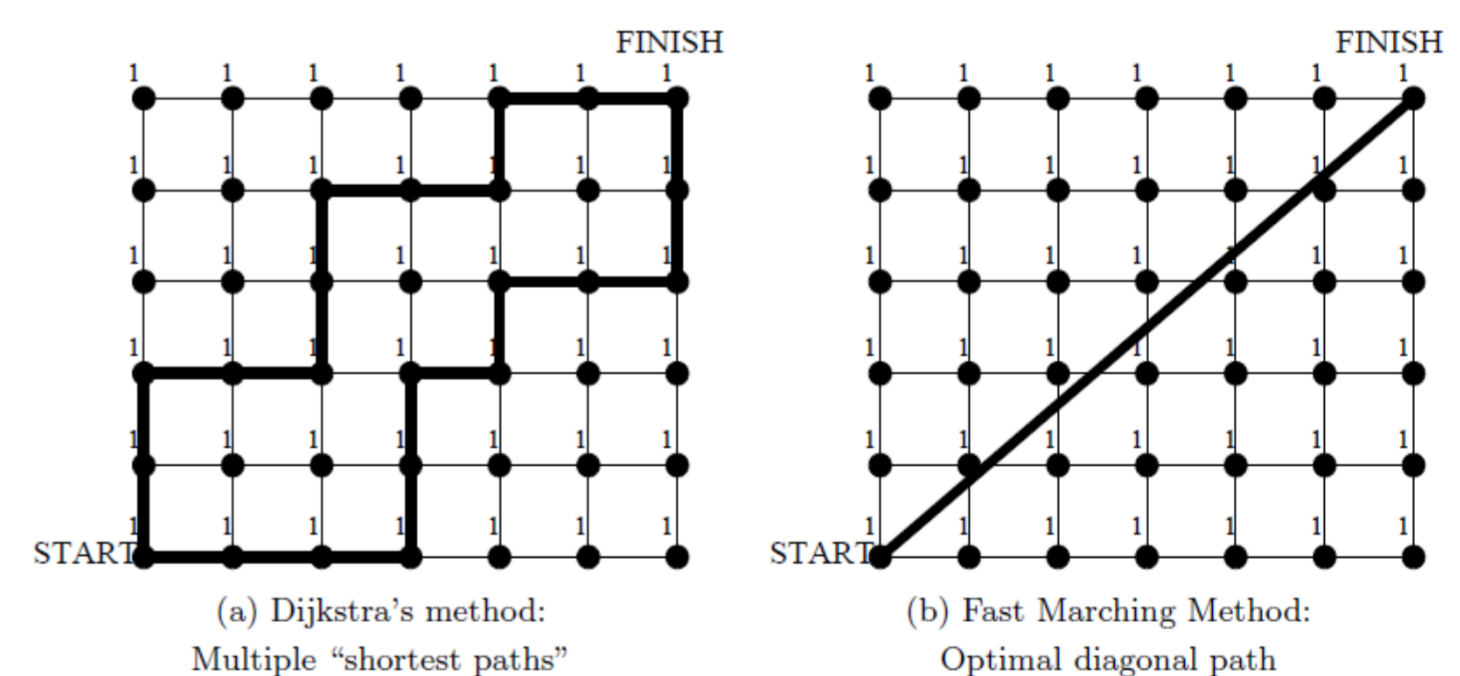 FINISH
1 1 1 1 1 1 1
1 1 1 1 1 1 1
1 1 1 1 1 1 1
1 1 1 1 1 1 1
1 1 1 1 1 1 1
1 1 1 1 1 1 1
START
(a) Dijkstra's method:
Multiple “shortest paths”
FINISH
1 1 1 1 1 1 1
1 1 1 1 1 1 1
1 1 1 1 1 1 1
1 1 1 1 1 1 1
1 1 1 1 1 1 1
1 1 1 1 1 1 1
START
(b) Fast Marching Method:
Optimal diagonal path